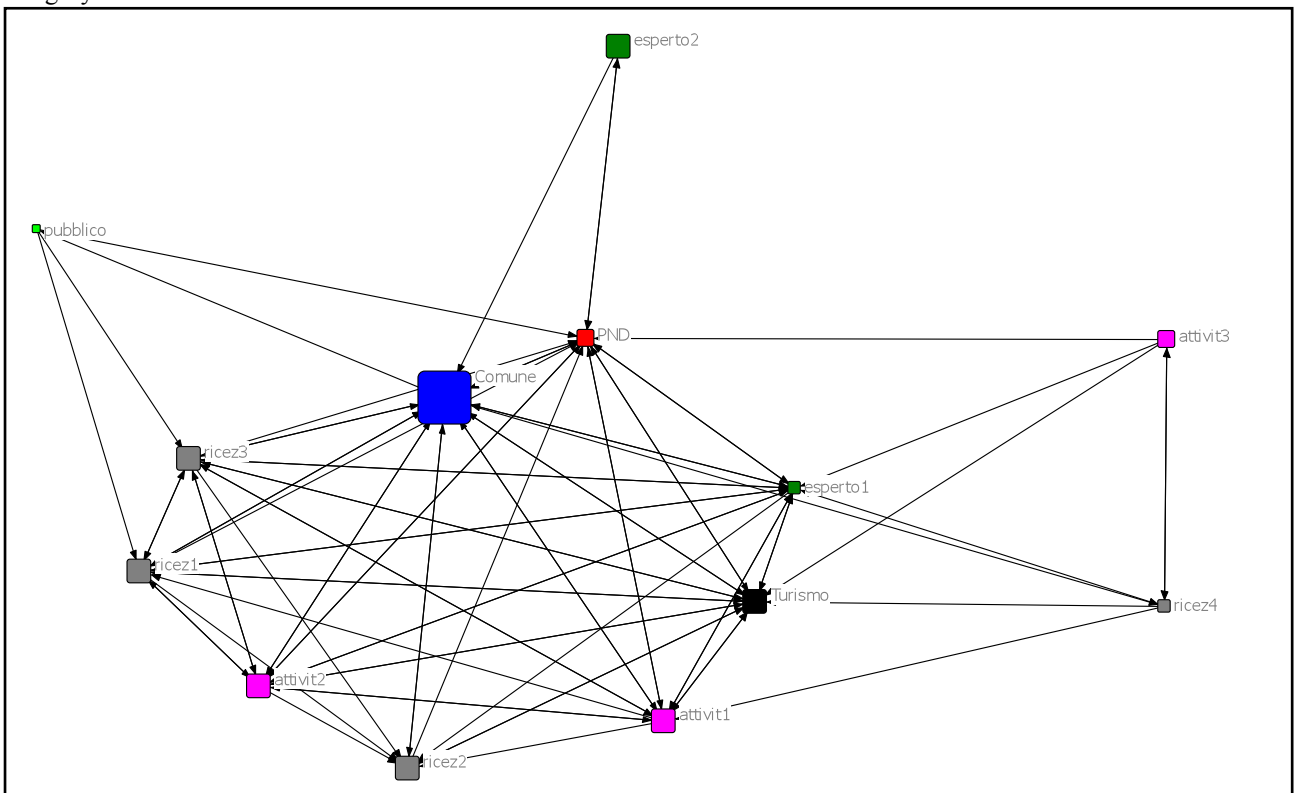 esperto2
pubblico
PND
attivit3
Comune
ricez3
esperto1
ricez1
Turismo
ricez4
attivit2
attivit1
ricez2